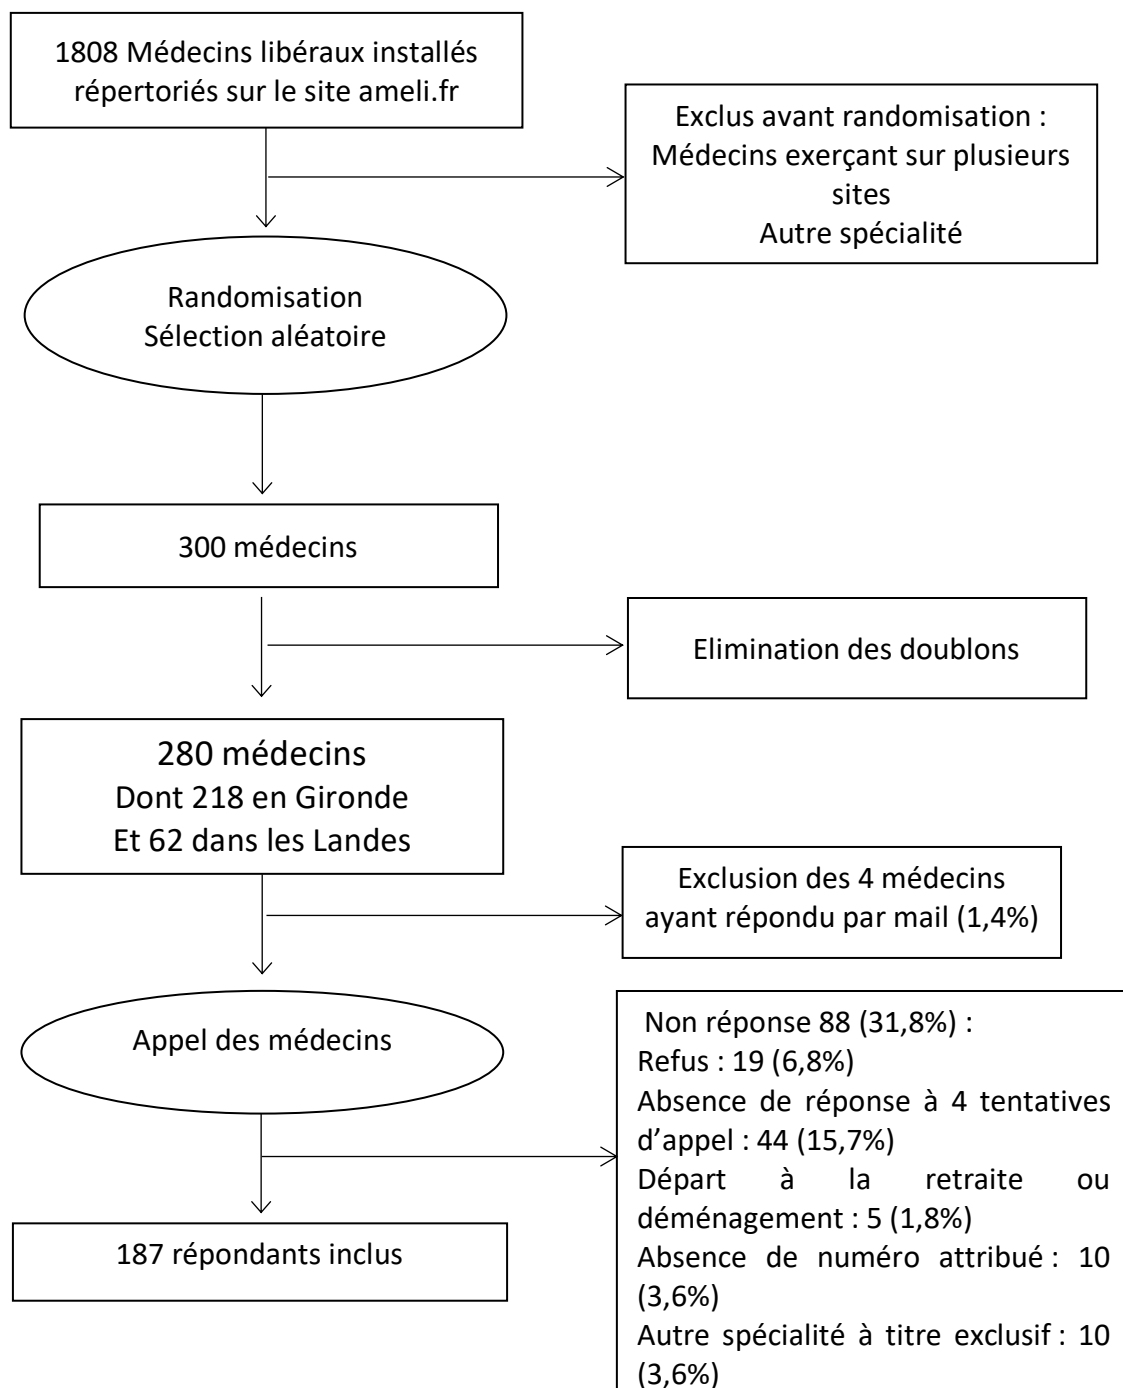 1808 Médecins libéraux installés
répertoriés sur le site ameli.fr
Exclus avant randomisation :
Médecins exerçant sur plusieurs
sites
Autre spécialité
Randomisation
Sélection aléatoire
300 médecins
Elimination des doublons
280 médecins
Dont 218 en Gironde
Et 62 dans les Landes
Exclusion des 4 médecins
ayant répondu par mail (1,4%)
Appel des médecins
Non réponse 88 (31,8%) :
Refus : 19 (6,8%)
Absence de réponse à 4 tentatives
d’appel : 44 (15,7%)
Départ à la retraite ou
déménagement : 5 (1,8%)
Absence de numéro attribué : 10
(3,6%)
Autre spécialité à titre exclusif : 10
(3,6%)
187 répondants inclus